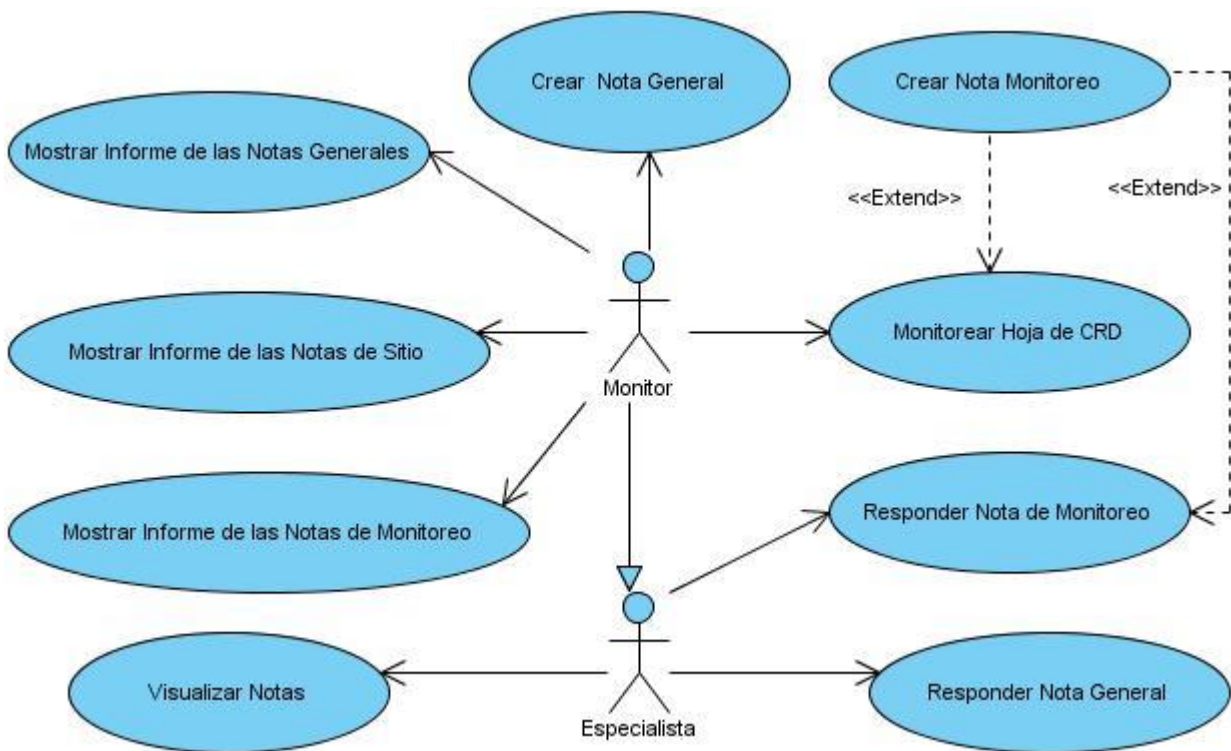 Crear  Nota General
Crear Nota Monitoreo
Mostrar Informe de las Notas Generales
<<Extend>>
<<Extend>>
Mostrar Informe de las Notas de Sitio
Monitorear Hoja de CRD
Monitor
Mostrar Informe de las Notas de Monitoreo
Responder Nota de Monitoreo
Visualizar Notas
Responder Nota General
Especialista